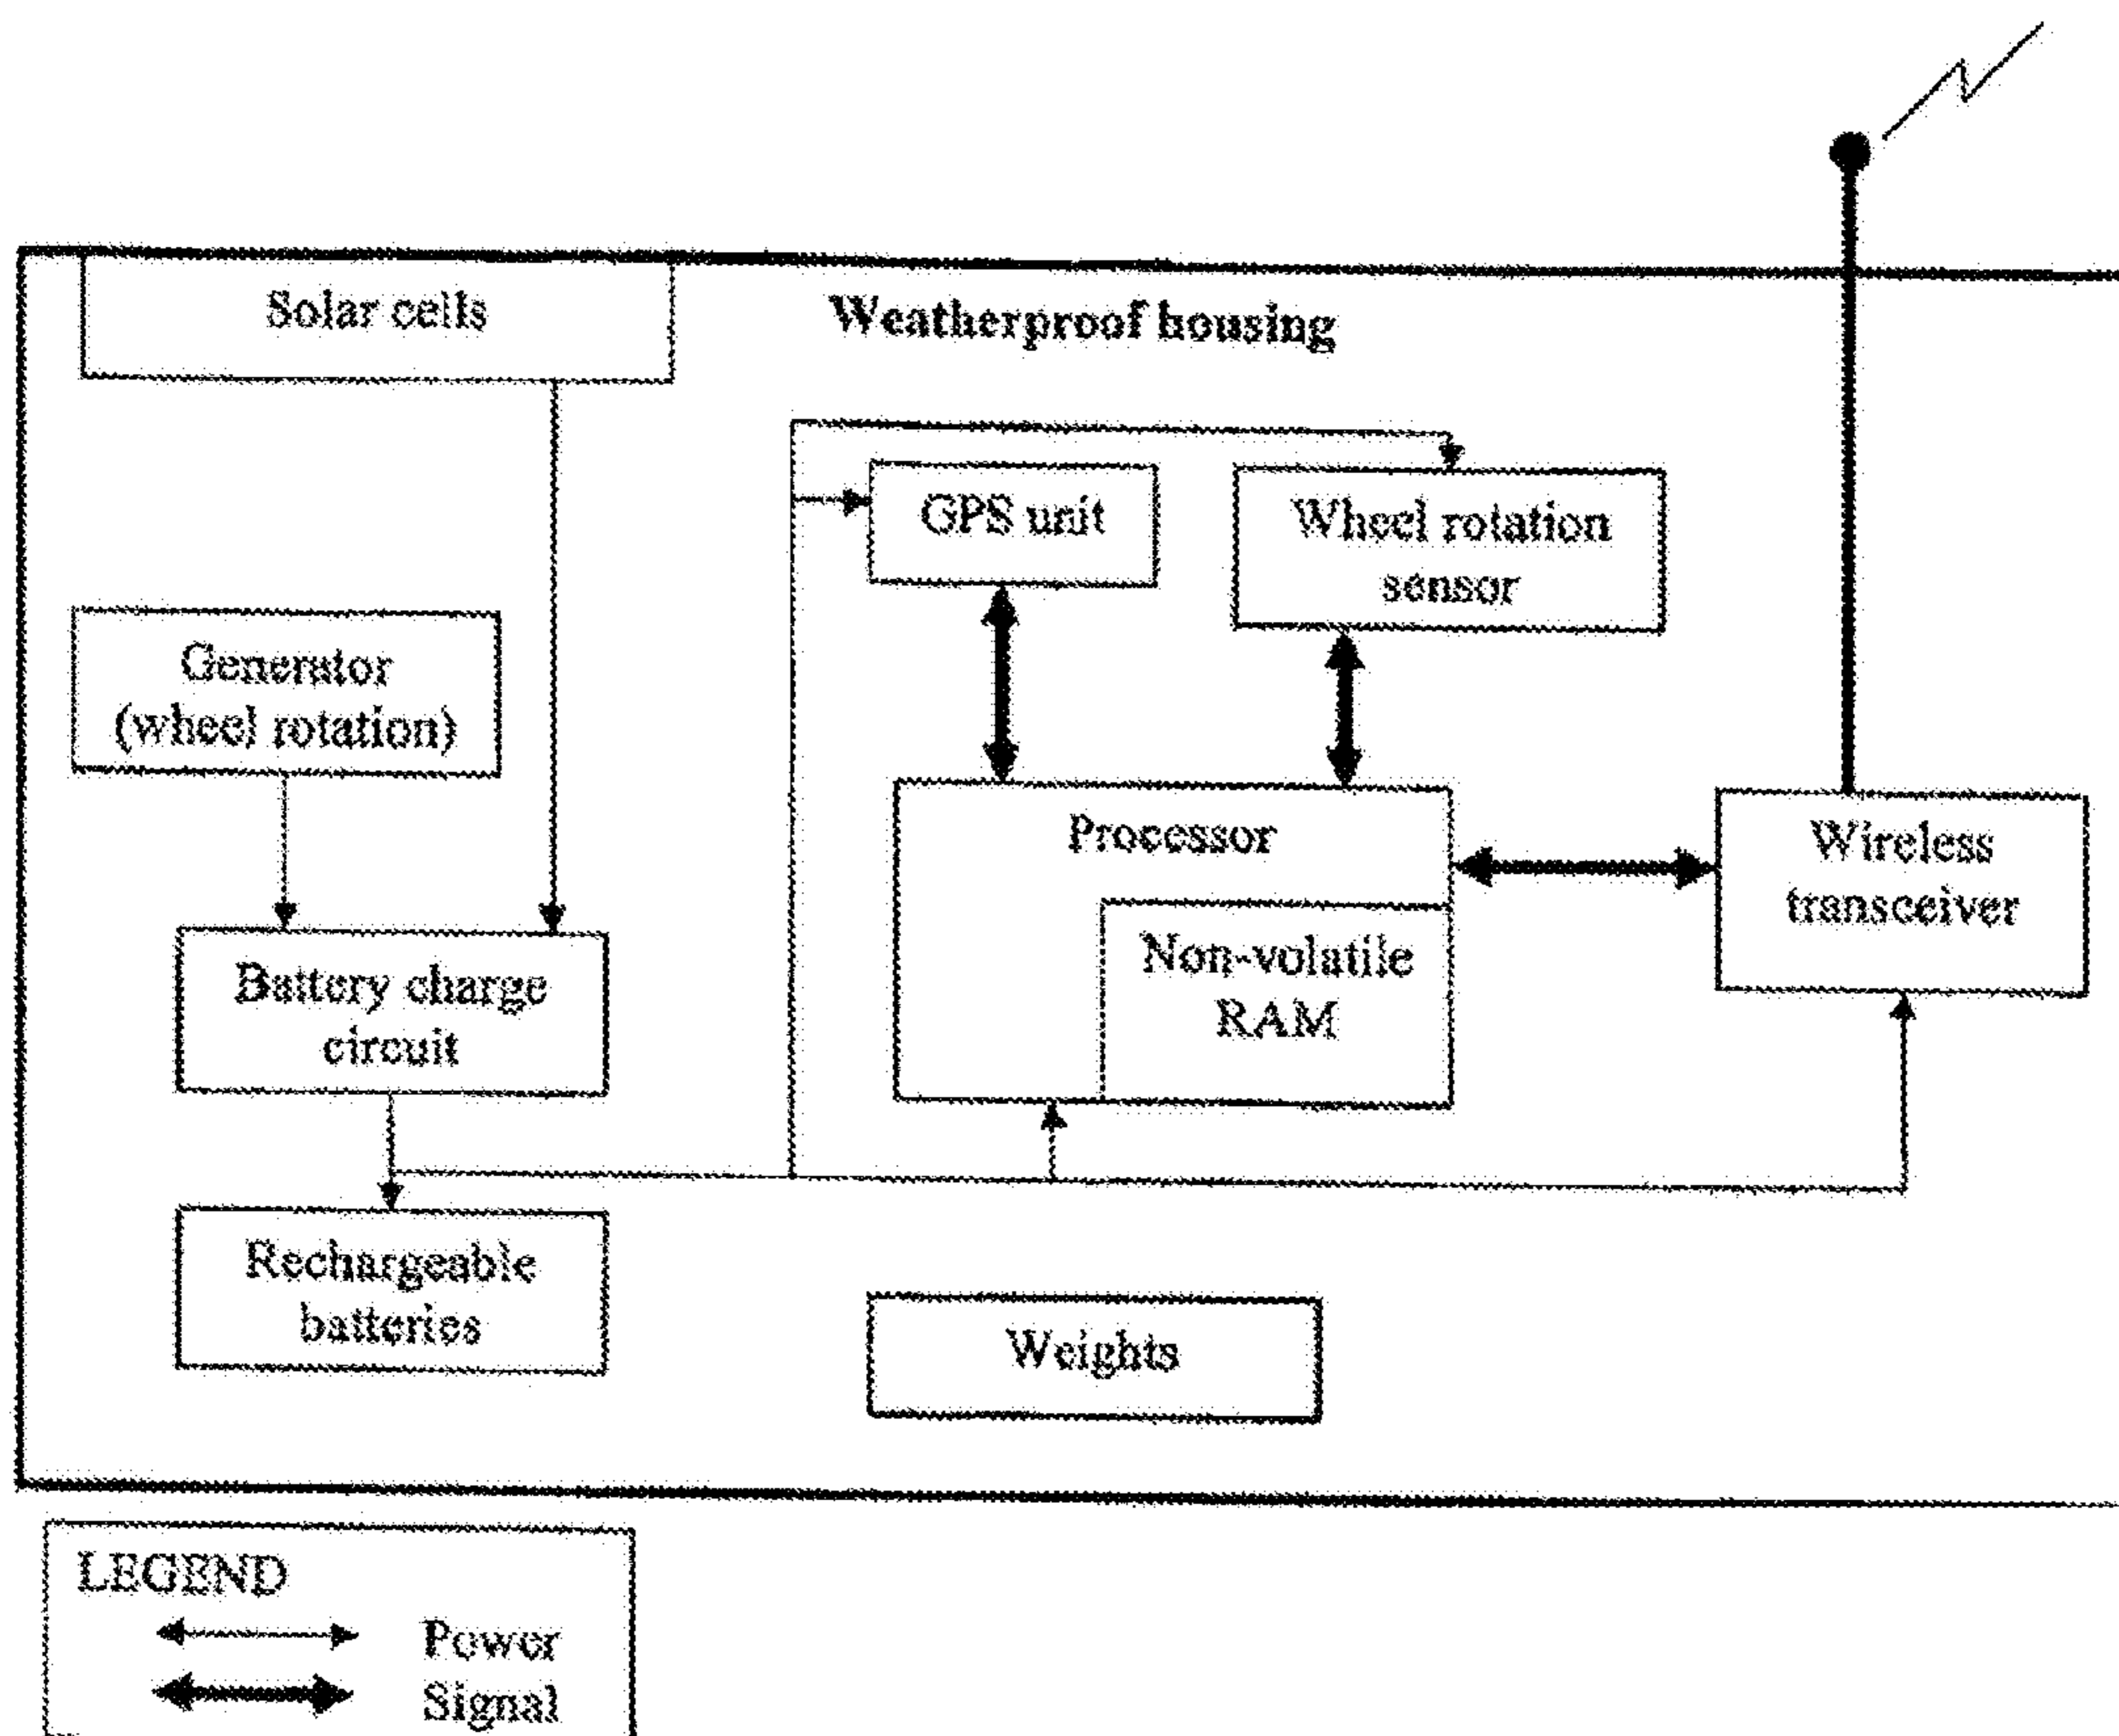 Solar cells
Weatherproof housing
GPS unit
Wheel rotation
sensor
Generator
(wheel rotation)
Processor
Wireless
transceiver
Non-volatile
RAM
Battery charge
circuit
Rechargeable
batteries
Weights
LEGEND
Power
Signal